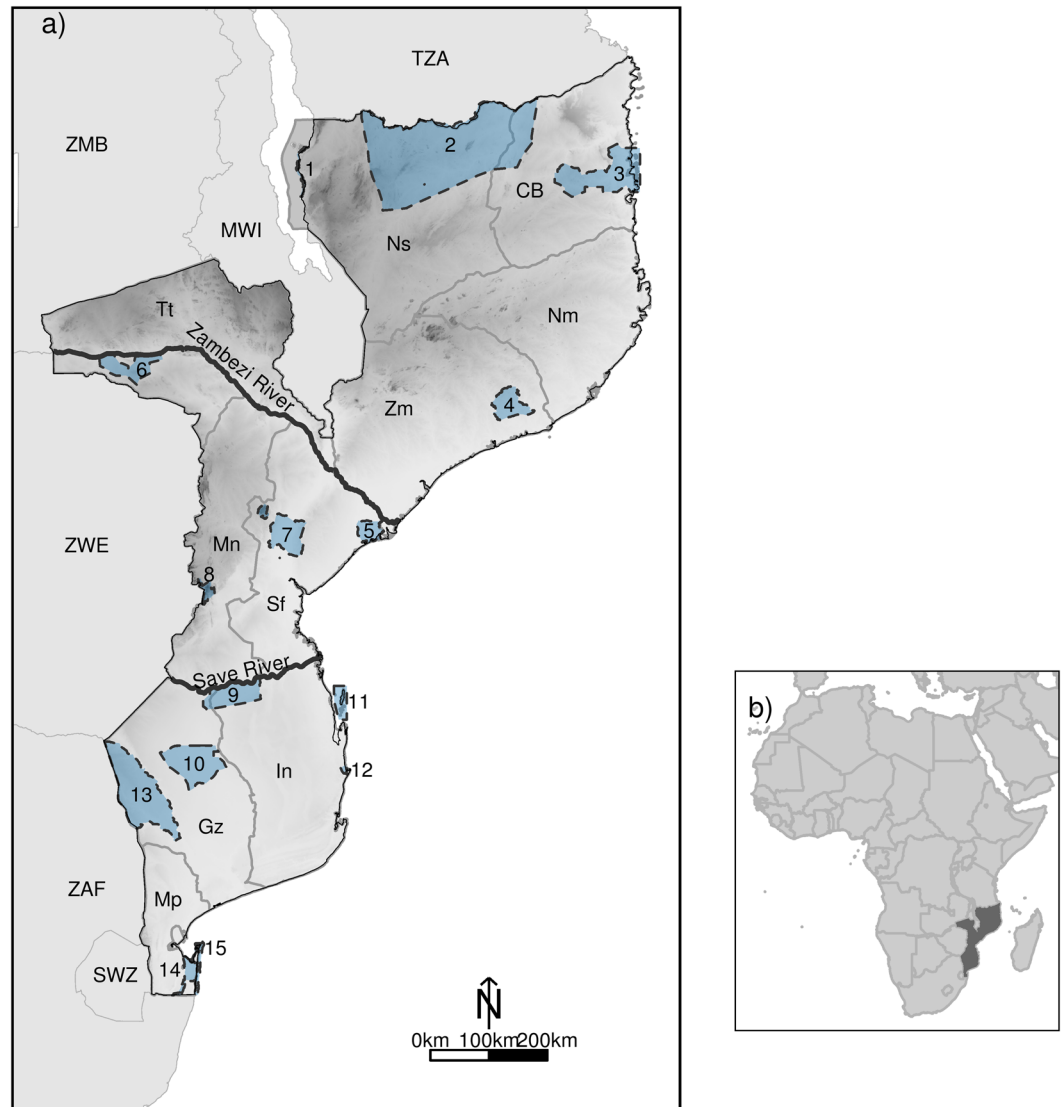 a)
TZA
ZMB
2
1
3
CB
MWI
Ns
Tt
Nm
Zambezi River
6
Zm
4
7
5
Mn
ZWE
8
Sf
Save River
9
11
10
12
In
13
Gz
ZAF
Mp
15
14
SWZ
N
0km 100km 200km
b)